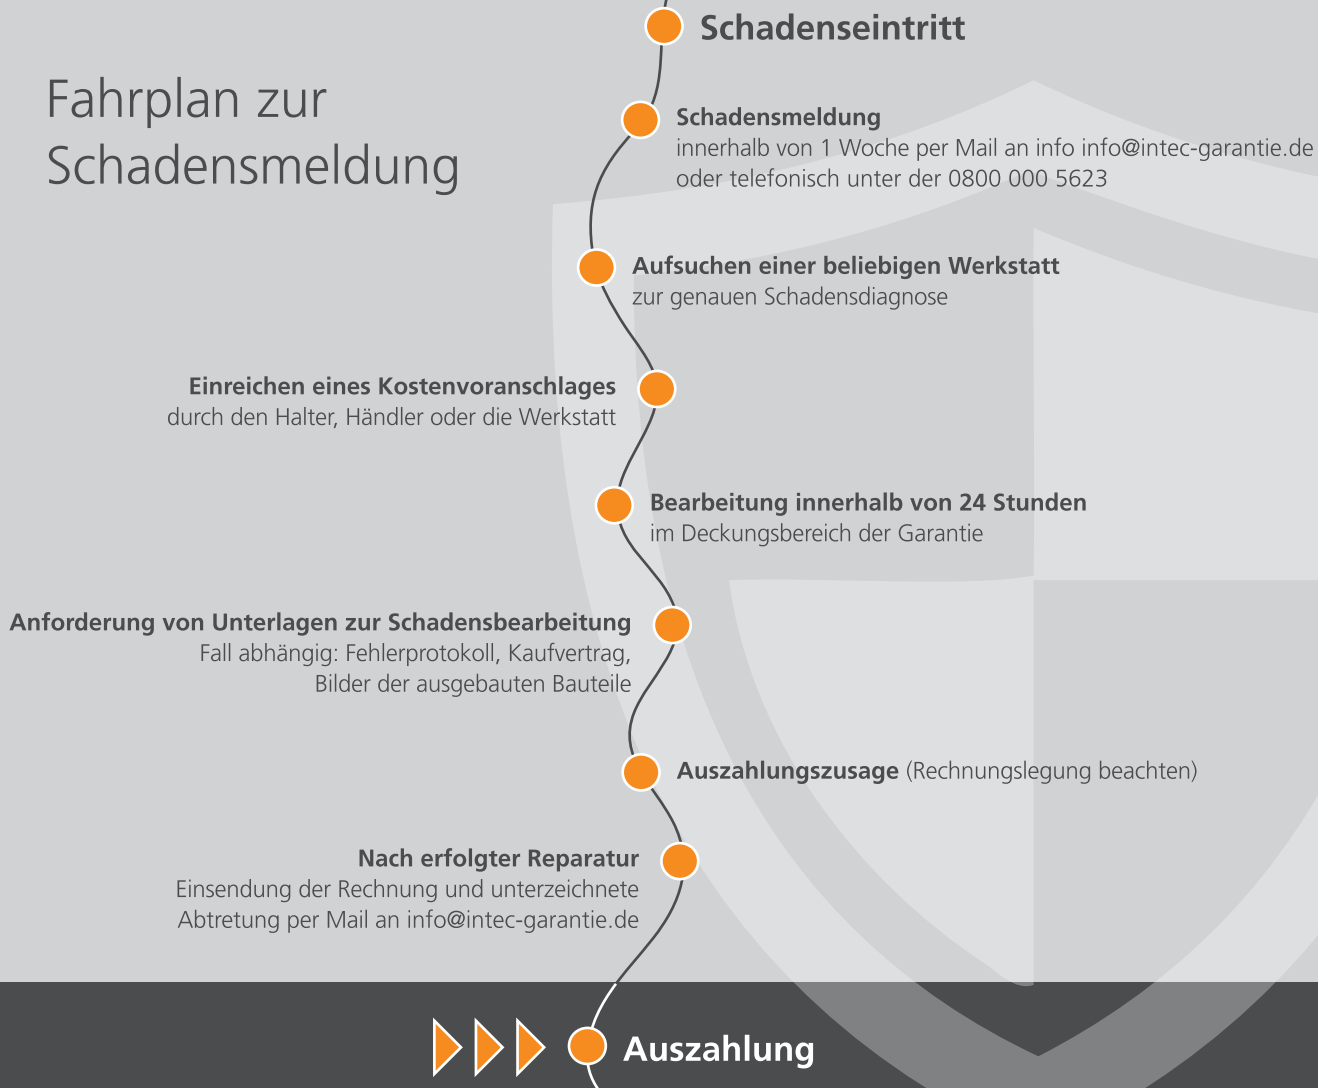 Fahrplan zur
Schadensmeldung
Schadenseintritt
Schadensmeldung
innerhalb von 1 Woche per Mail an info info@intec-garantie.de
oder telefonisch unter der 0800 000 5623
Aufsuchen einer beliebigen Werkstatt
zur genauen Schadensdiagnose
Einreichen eines Kostenvoranschlages
durch den Halter, Händler oder die Werkstatt
Bearbeitung innerhalb von 24 Stunden
im Deckungsbereich der Garantie
Anforderung von Unterlagen zur Schadensbearbeitung
Fall abhängig: Fehlerprotokoll, Kaufvertrag,
Bilder der ausgebauten Bauteile
Auszahlungszusage (Rechnungslegung beachten)
Nach erfolgter Reparatur
Einsendung der Rechnung und unterzeichnete
Abtretung per Mail an info@intec-garantie.de
Auszahlung